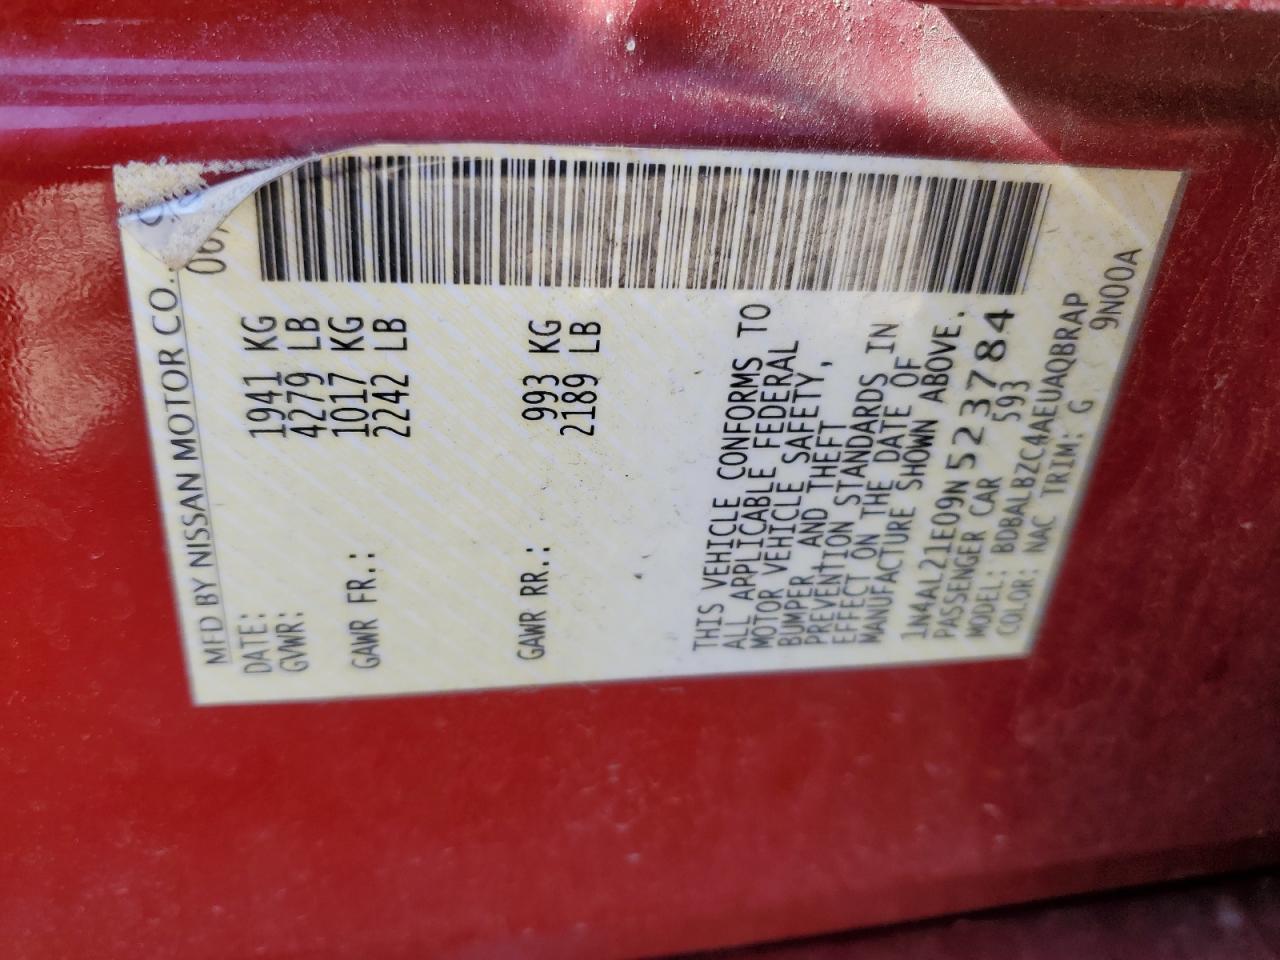 MFD BY NISSAN MOTOR CO.
DATE:
GVWR: 1941 KG
4279 LB
GAWR FR.: 1017 KG
2242 LB
GAWR RR.: 993 KG
2189 LB
THIS VEHICLE CONFORMS TO
ALL APPLICABLE FEDERAL
MOTOR VEHICLE SAFETY,
BUMPER, AND THEFT
PREVENTION STANDARDS IN
EFFECT ON THE DATE OF
MANUFACTURE SHOWN ABOVE.
1N4AL21E09N523784
PASSENGER CAR 593
MODEL: BDBALBZC4AEUAQBRAP
COLOR: NAC TRIM: G 9N00A